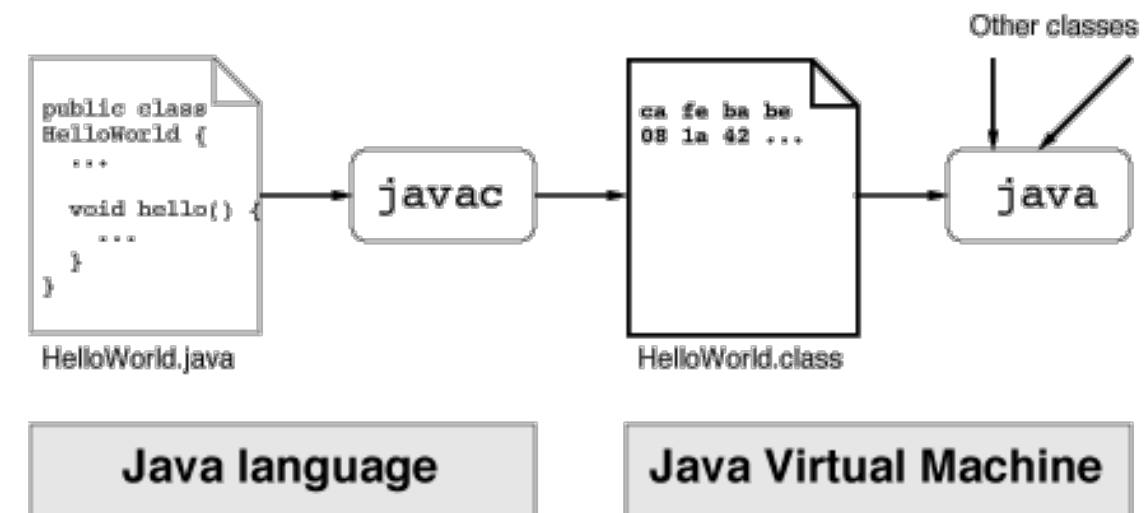 Other classes
public class
HelloWorld {
...
void hello() {
...
}
}
javac
ca fe ba be
08 1a 42 ...
java
HelloWorld.java
HelloWorld.class
Java language
Java Virtual Machine